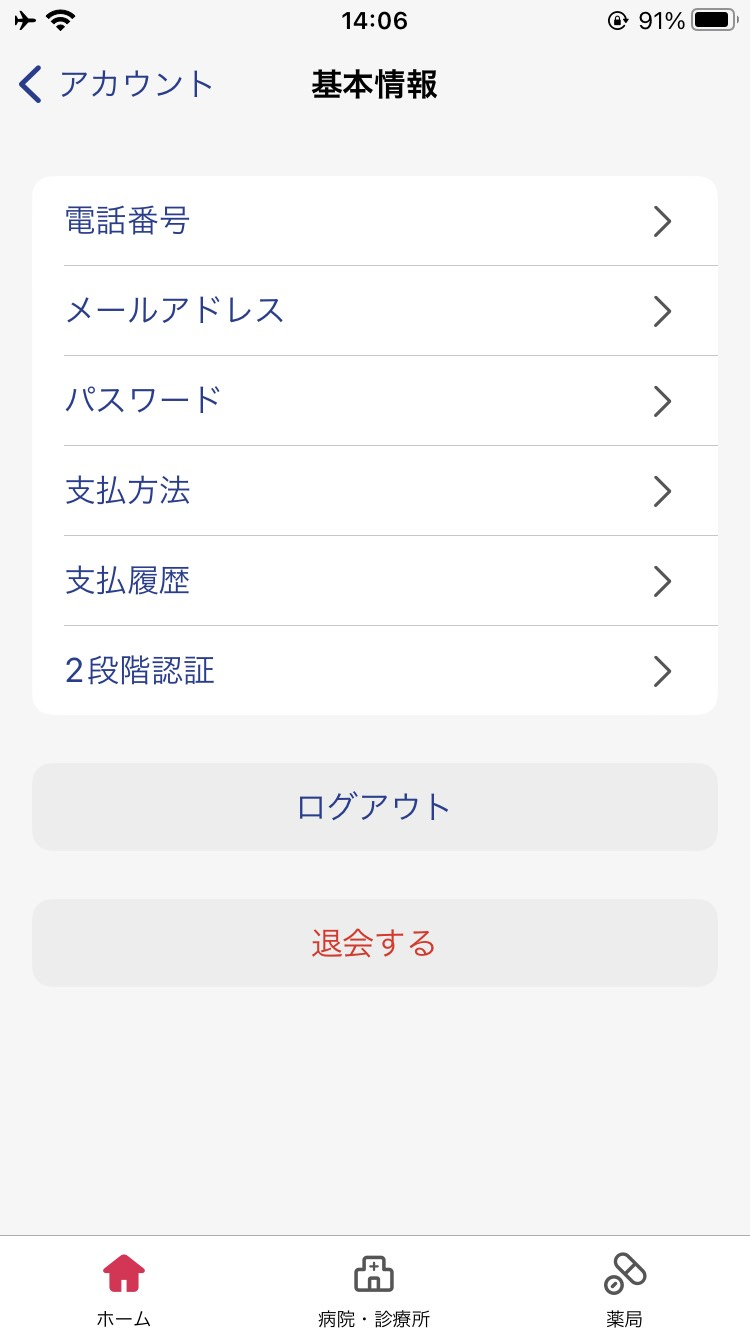 14:06
91%
アカウント
基本情報
電話番号
メールアドレス
パスワード
支払方法
支払履歴
2段階認証
ログアウト
退会する
ホーム
病院・診療所
薬局